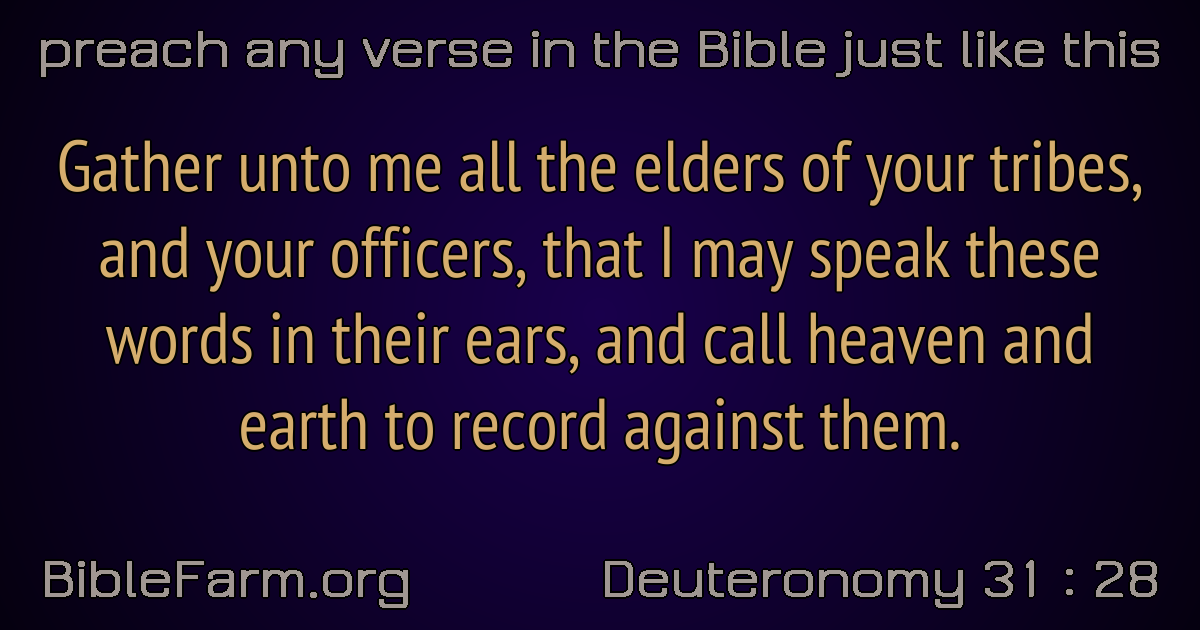 preach any verse in the Bible just like this
Gather unto me all the elders of your tribes,
and your officers, that I may speak these
words in their ears, and call heaven and
earth to record against them.
BibleFarm.org
Deuteronomy 31 : 28